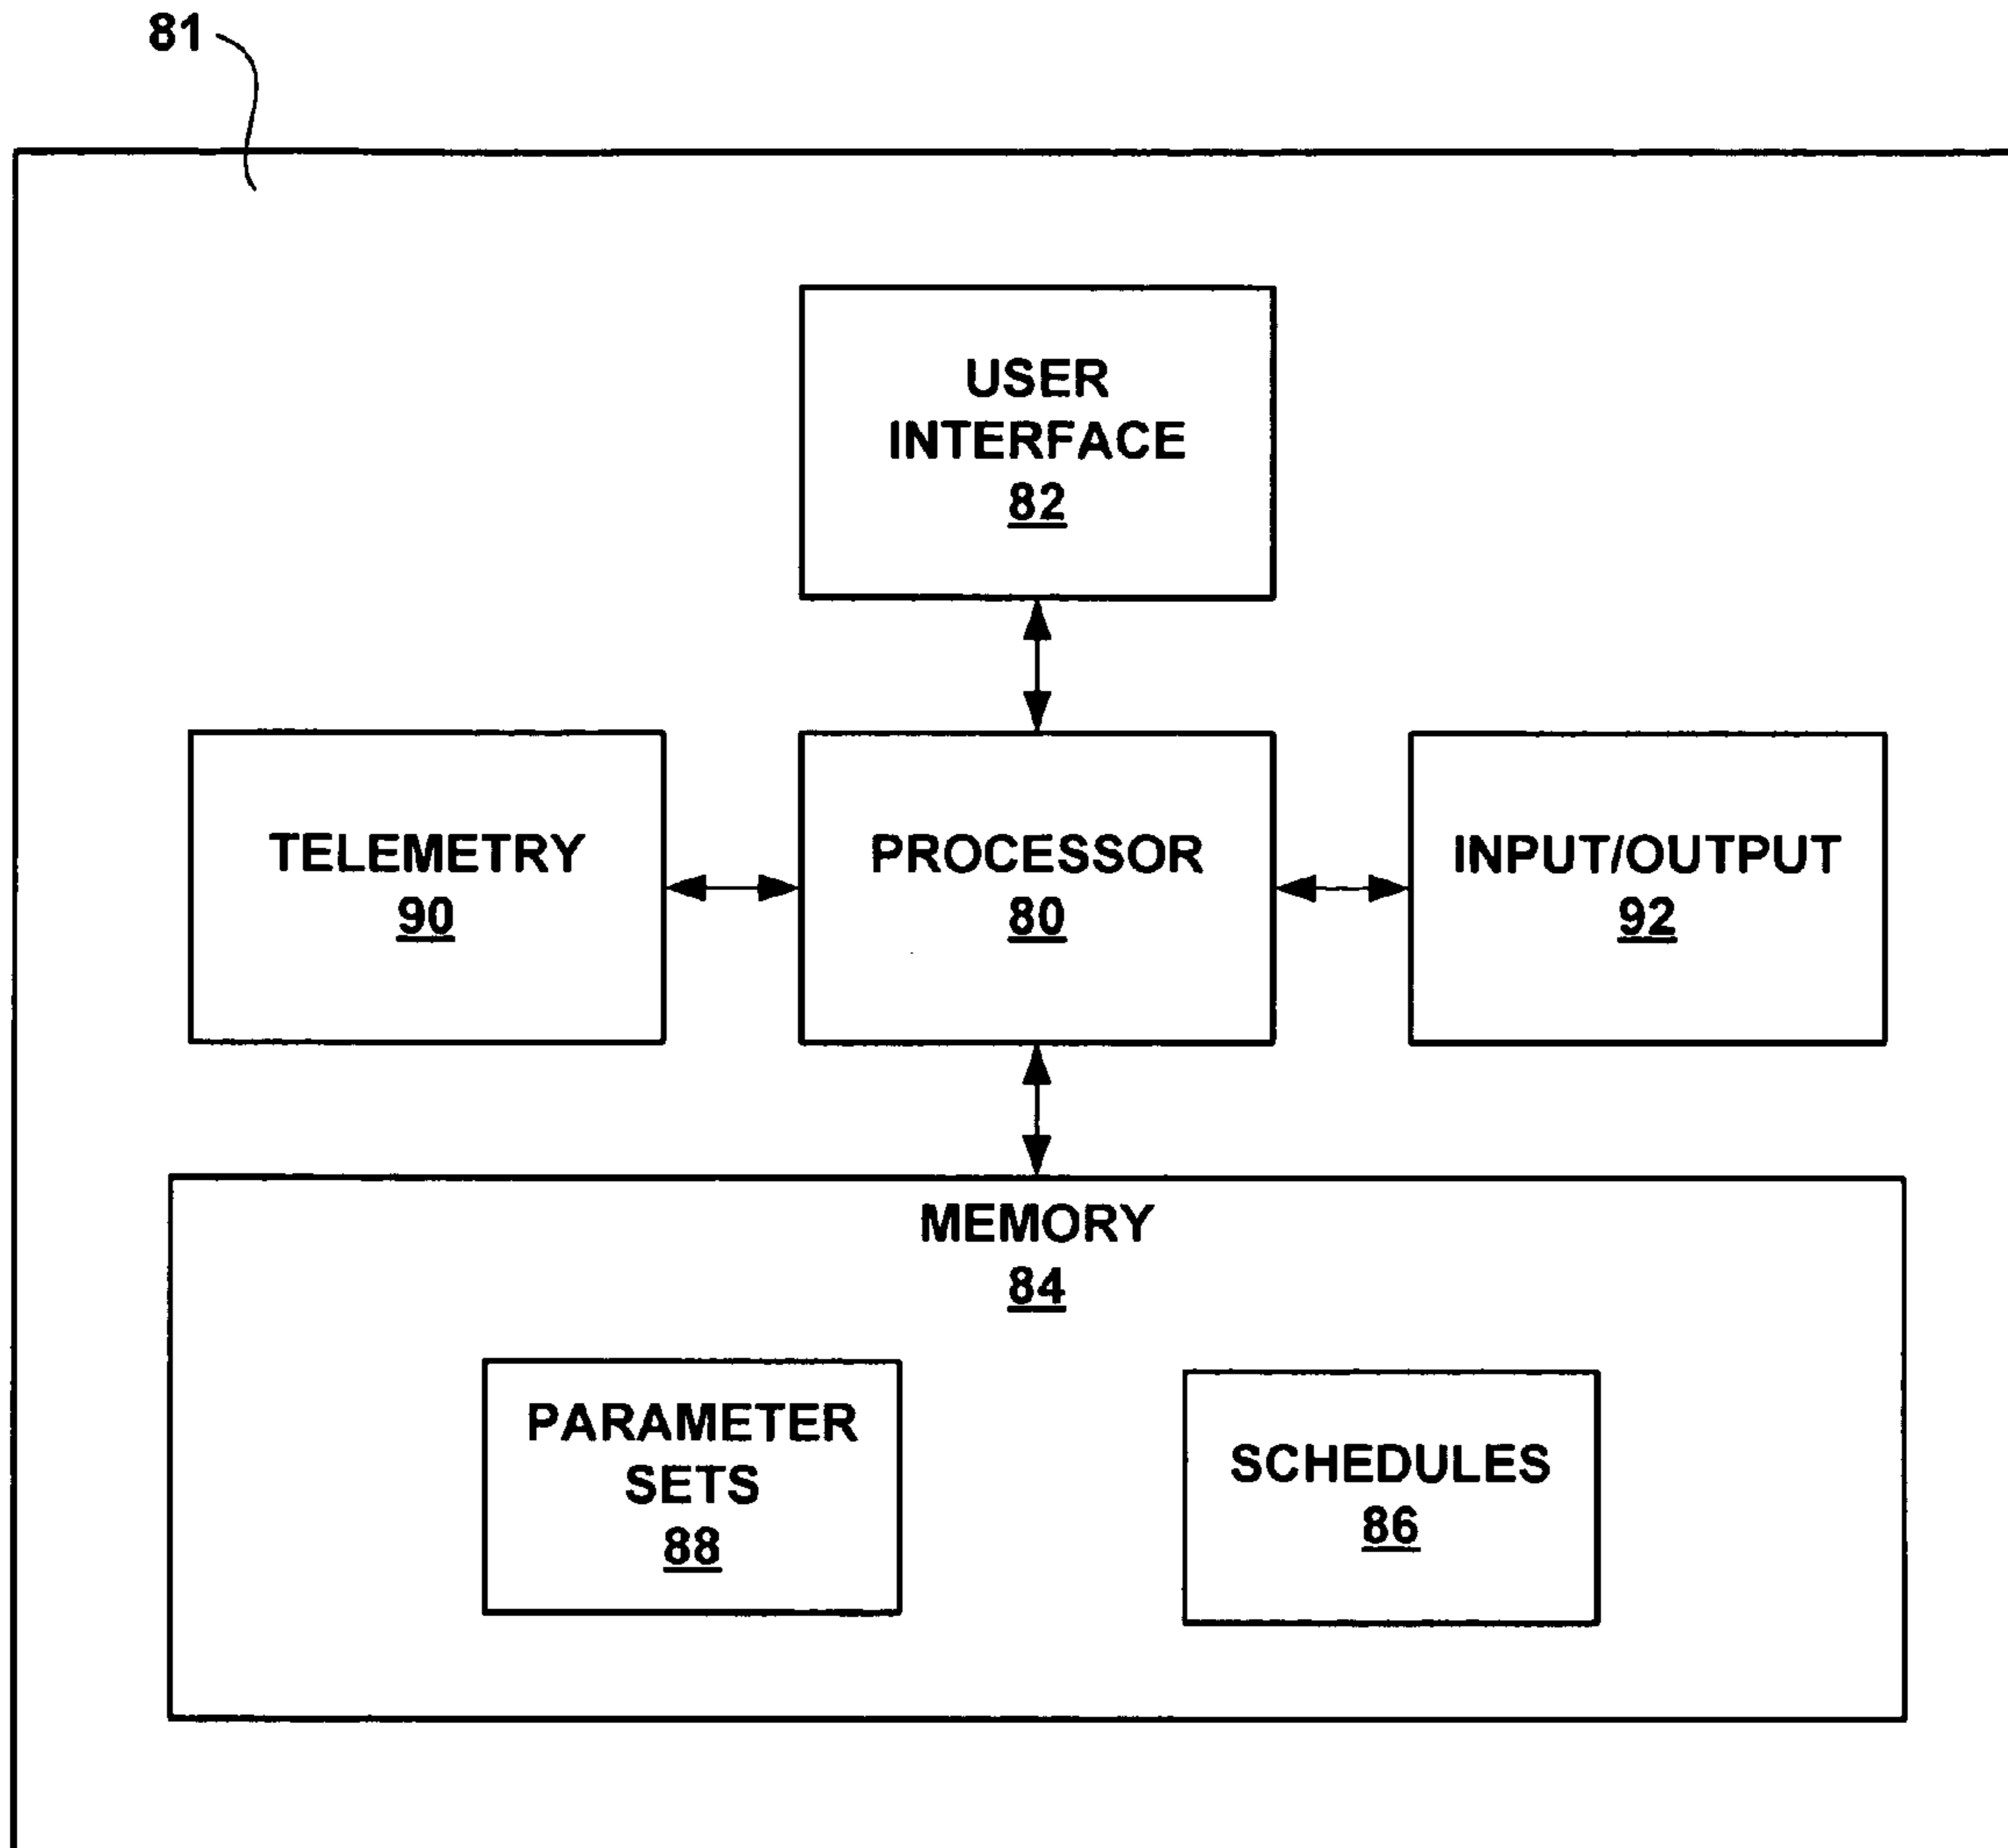 81
USER
INTERFACE
82
TELEMETRY
90
PROCESSOR
80
INPUT/OUTPUT
92
MEMORY
84
PARAMETER
SETS
88
SCHEDULES
86